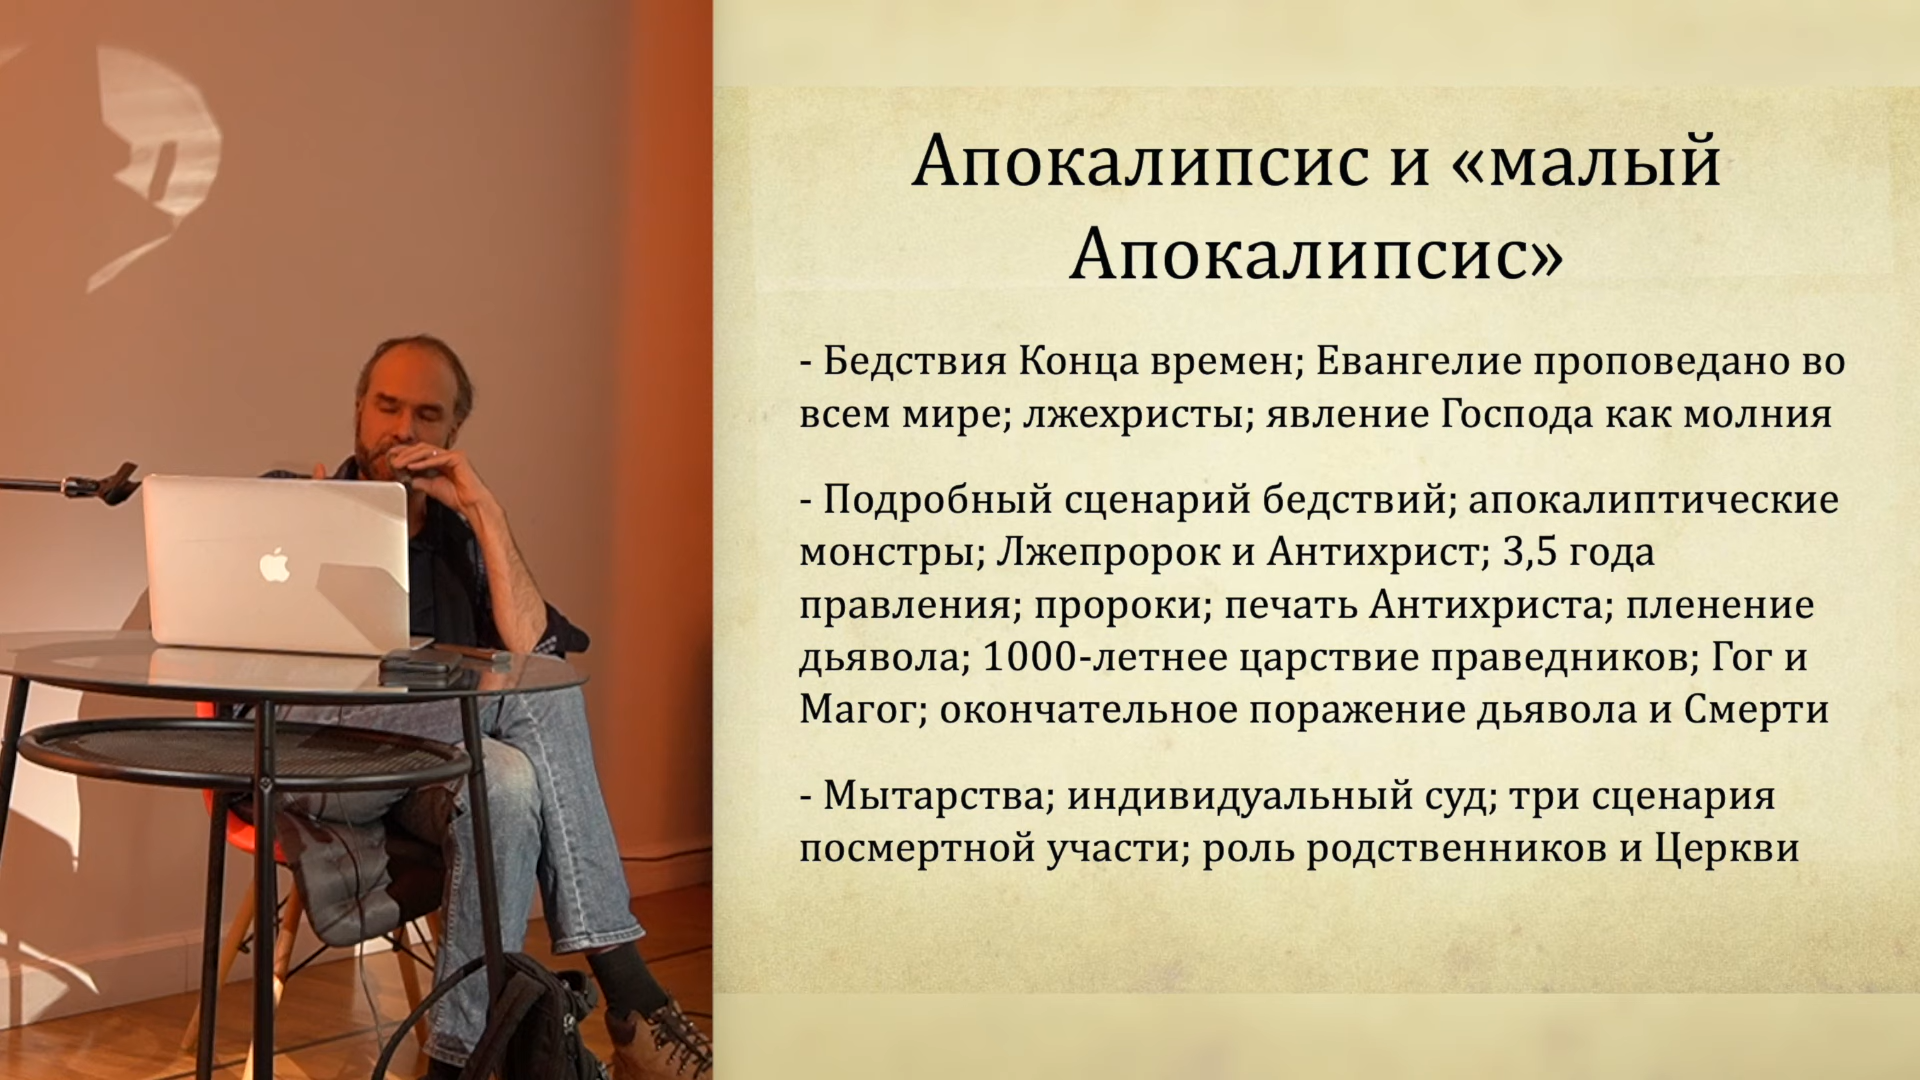 Апокалипсис и «малый
Апокалипсис»
- Бедствия Конца времен; Евангелие проповедано во
всем мире; лжехристы; явление Господа как молния
- Подробный сценарий бедствий; апокалиптические
монстры; Лжепророк и Антихрист; 3,5 года
правления; пророки; печать Антихриста; пленение
дьявола; 1000-летнее царствие праведников; Гог и
Магог; окончательное поражение дьявола и Смерти
- Мытарства; индивидуальный суд; три сценария
посмертной участи; роль родственников и Церкви